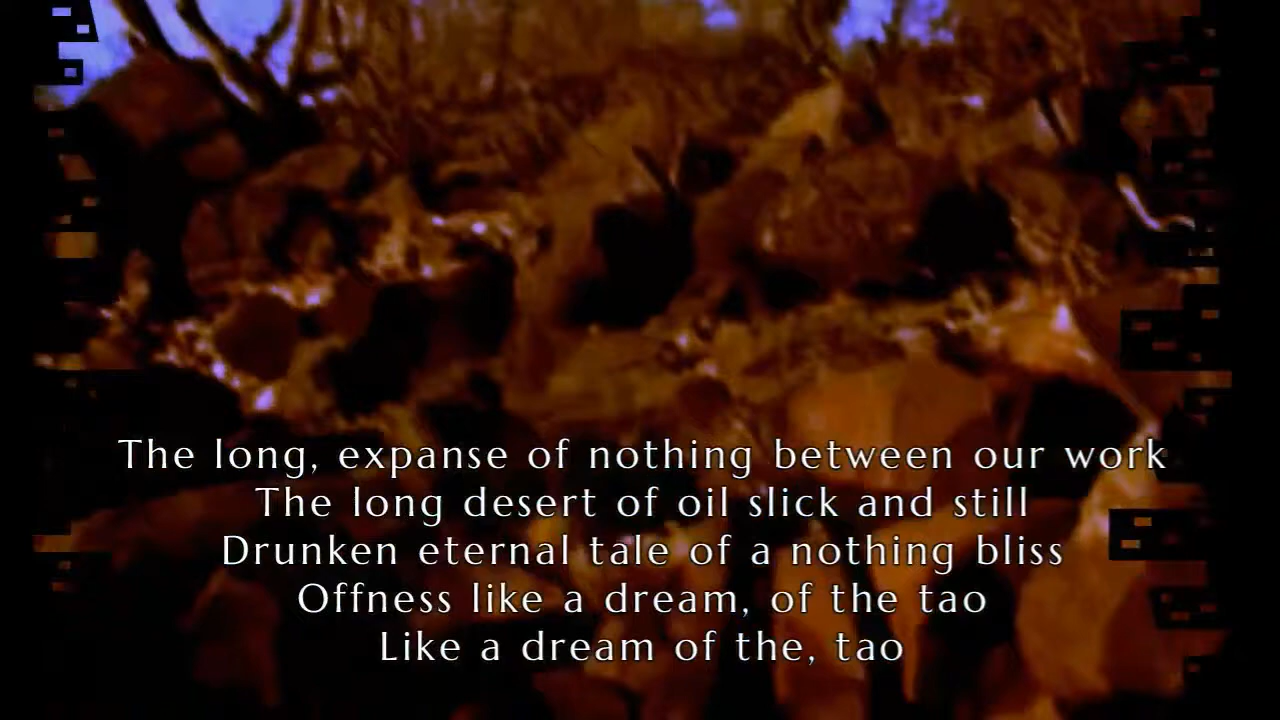 The long, expanse of nothing between our work
The long desert of oil slick and still
Drunken eternal tale of a nothing bliss
Offness like a dream, of the tao
Like a dream of the, tao